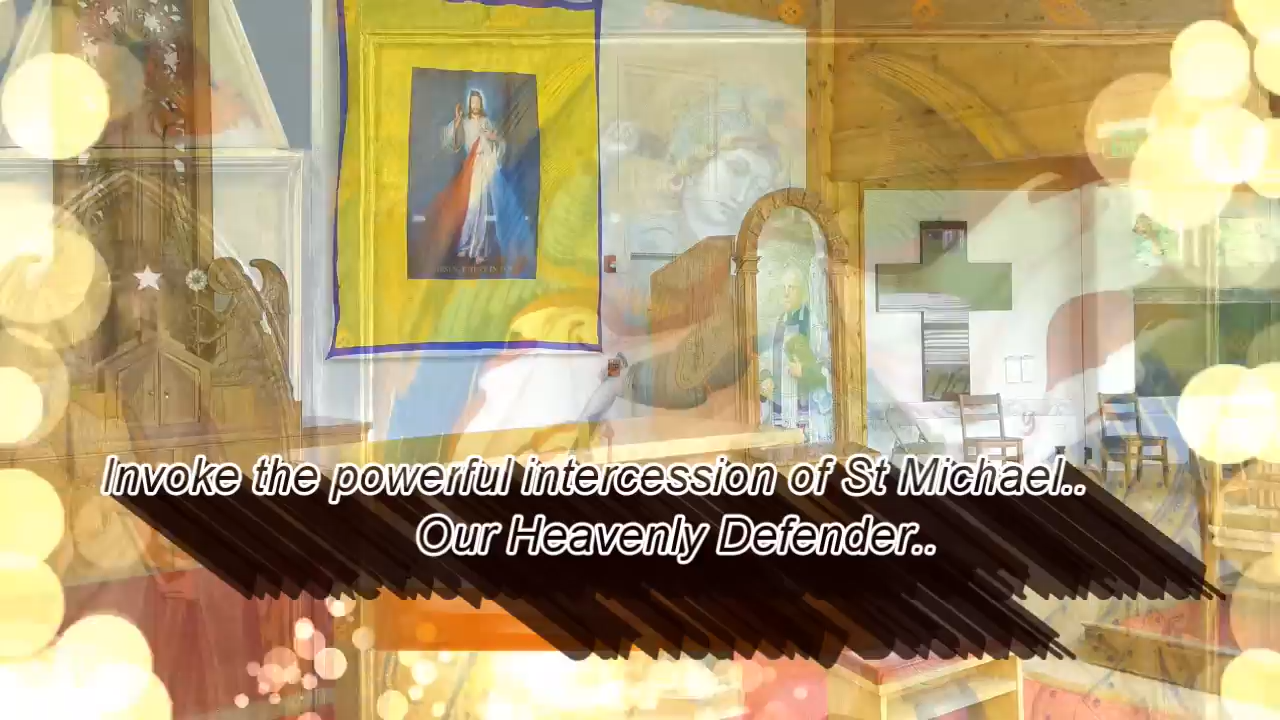 Invoke the powerful intercession of St Michael..
Our Heavenly Defender..